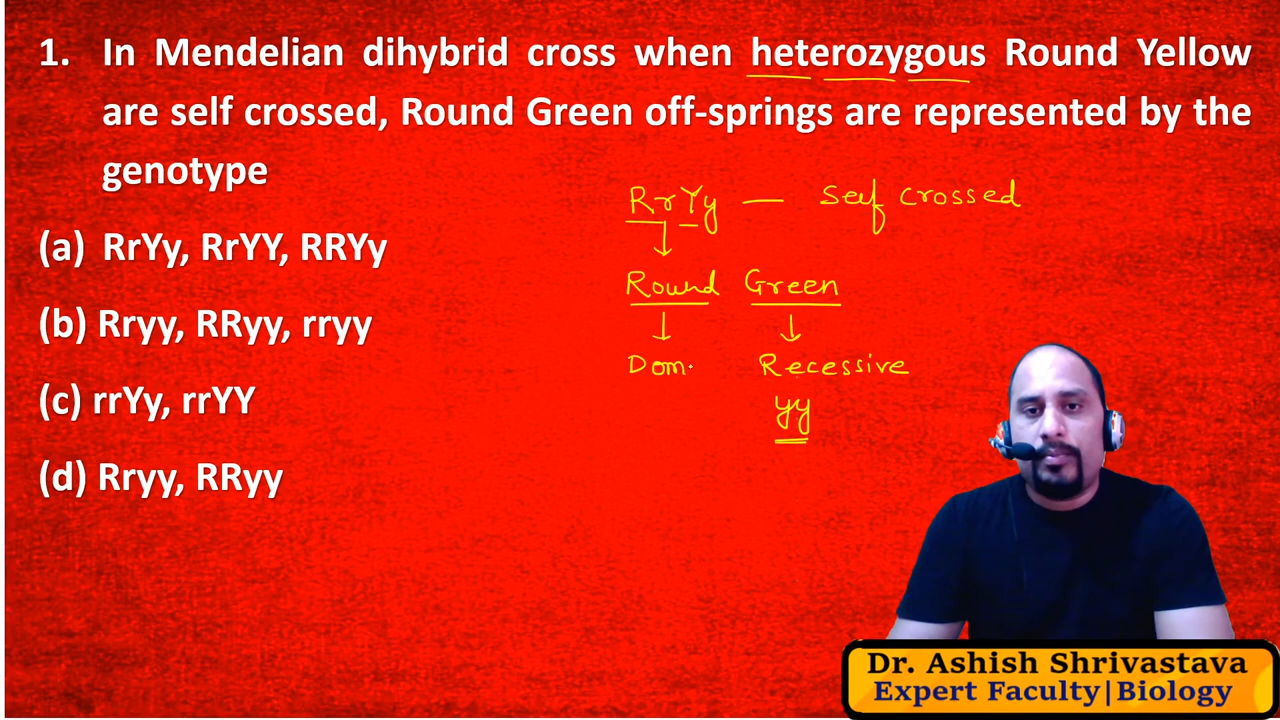 1. In Mendelian dihybrid cross when heterozygous Round Yellow
are self crossed, Round Green off-springs are represented by the
genotype
(a) RrYy, RrYY, RRYy
(b) Rryy, RRyy, rryy
(c) rrYy, rrYY
(d) Rryy, RRyy
RrYy — Self crossed
Round Green
Dom Recessive
yy
Dr. Ashish Shrivastava
Expert Faculty|Biology